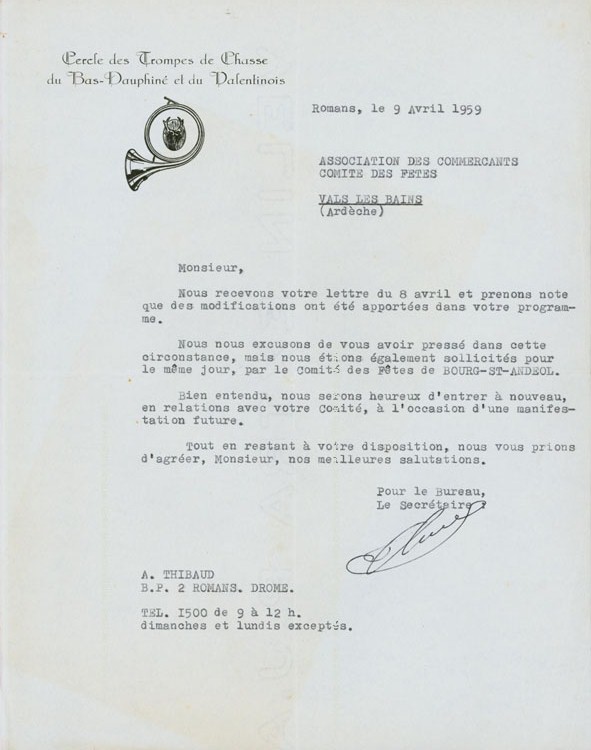 Cercle des Trompes de Chasse
du Bas-Dauphiné et du Valentinois
Romans, le 9 Avril 1959
ASSOCIATION DES COMMERCANTS
COMITE DES FETES
VALS LES BAINS
(Ardèche)
Monsieur,
Nous recevons votre lettre du 8 avril et prenons note
que des modifications ont été apportées dans votre program-
me.
Nous nous excusons de vous avoir pressé dans cette
circonstance, mais nous étions également sollicités pour
le même jour, par le Comité des Fêtes de BOURG-ST-ANDEOL.
Bien entendu, nous serons heureux d'entrer à nouveau,
en relations avec votre Comité, à l'occasion d'une manifes-
tation future.
Tout en restant à votre disposition, nous vous prions
d'agréer, Monsieur, nos meilleures salutations.
Pour le Bureau,
Le Secrétaire :
A. THIBAUD
B.P. 2 ROMANS. DROME.
TEL. I500 de 9 à 12 h.
dimanches et lundis exceptés.